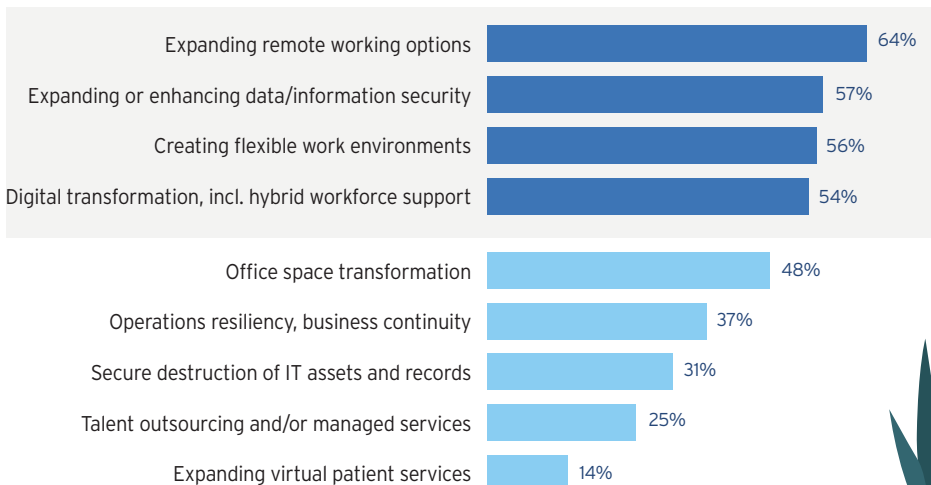 Expanding remote working options 64%
Expanding or enhancing data/information security 57%
Creating flexible work environments 56%
Digital transformation, incl. hybrid workforce support 54%
Office space transformation 48%
Operations resiliency, business continuity 37%
Secure destruction of IT assets and records 31%
Talent outsourcing and/or managed services 25%
Expanding virtual patient services 14%